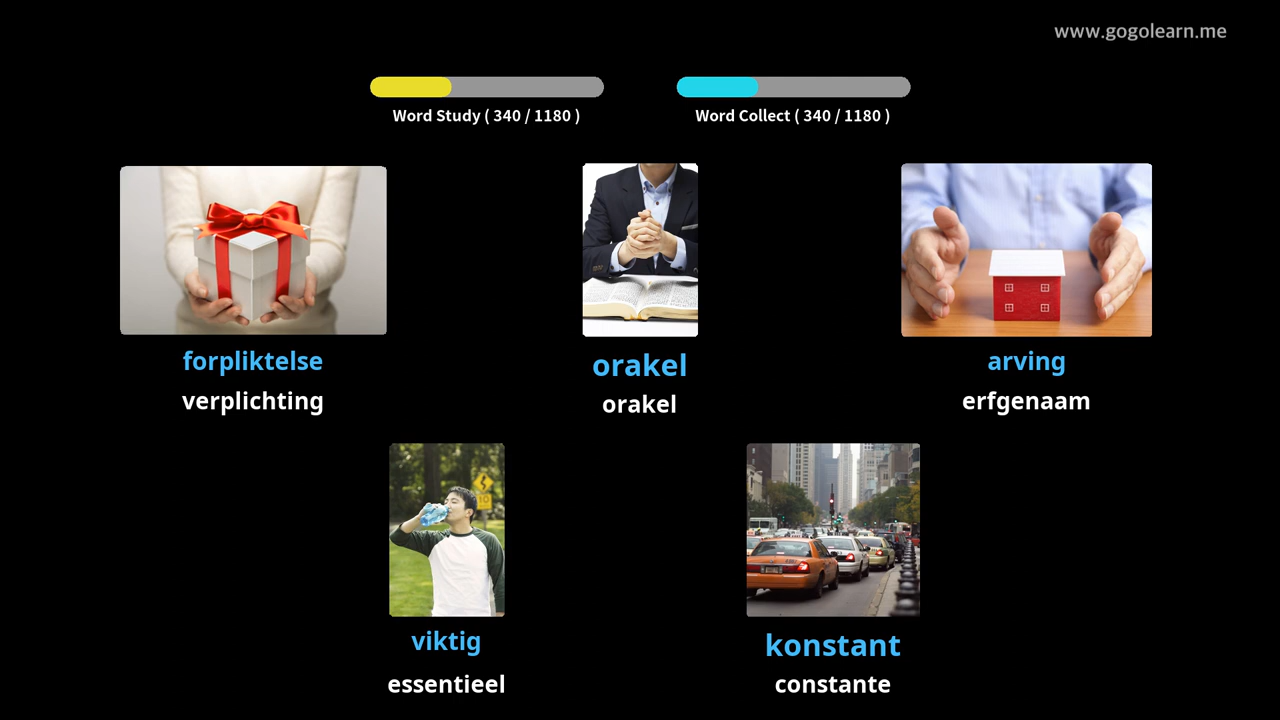 www.gogolearn.me
Word Study ( 340 / 1180 )
Word Collect ( 340 / 1180 )
forpliktelse
verplichting
orakel
orakel
arving
erfgenaam
viktig
essentieel
konstant
constante